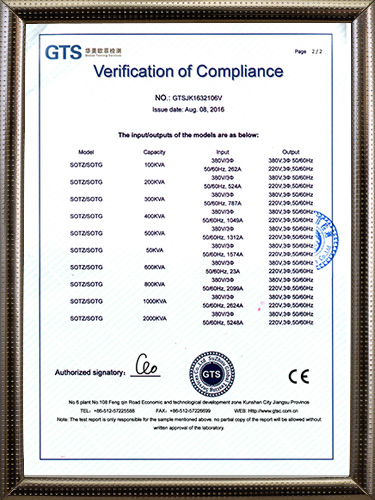 GTS 华美欧菲检测
Global Testing Services
Page 2 / 2
Verification of Compliance
NO.: GTSJK1632106V
Issue date: Aug. 08, 2016
The input/outputs of the models are as below:
Model Capacity Input Output
SOTZ/SOTG 100KVA 380V/3Φ 50/60Hz, 262A 380V,3Φ 50/60Hz
220V,3Φ,50/60Hz
SOTZ/SOTG 200KVA 380V/3Φ 50/60Hz, 524A 380V,3Φ 50/60Hz
220V,3Φ,50/60Hz
SOTZ/SOTG 300KVA 380V/3Φ 50/60Hz, 787A 380V,3Φ 50/60Hz
220V,3Φ,50/60Hz
SOTZ/SOTG 400KVA 380V/3Φ 50/60Hz, 1049A 380V,3Φ 50/60Hz
220V,3Φ,50/60Hz
SOTZ/SOTG 500KVA 380V/3Φ 50/60Hz, 1312A 380V,3Φ 50/60Hz
220V,3Φ,50/60Hz
SOTZ/SOTG 50KVA 380V/3Φ 50/60Hz, 1574A 380V,3Φ 50/60Hz
220V,3Φ,50/60Hz
SOTZ/SOTG 600KVA 380V/3Φ 50/60Hz, 23A 380V,3Φ 50/60Hz
220V,3Φ,50/60Hz
SOTZ/SOTG 800KVA 380V/3Φ 50/60Hz, 2099A 380V,3Φ 50/60Hz
220V,3Φ,50/60Hz
SOTZ/SOTG 1000KVA 380V/3Φ 50/60Hz, 2624A 380V,3Φ 50/60Hz
220V,3Φ,50/60Hz
SOTZ/SOTG 2000KVA 380V/3Φ 50/60Hz, 5248A 380V,3Φ 50/60Hz
220V,3Φ,50/60Hz
Authorized signatory:
GTS
CE
No 6 plant No.108 Feng qin Road Economic and technological development zone Kunshan City Jiangsu Province
TEL: +86-512-57225588 FAX: +86-512-57226699 WEB: Http://www.gtsc.com.cn
Note: The test report is only responsible for the sample mentioned above. no partial copy of the report will be allowed without
written approval of the laboratory.